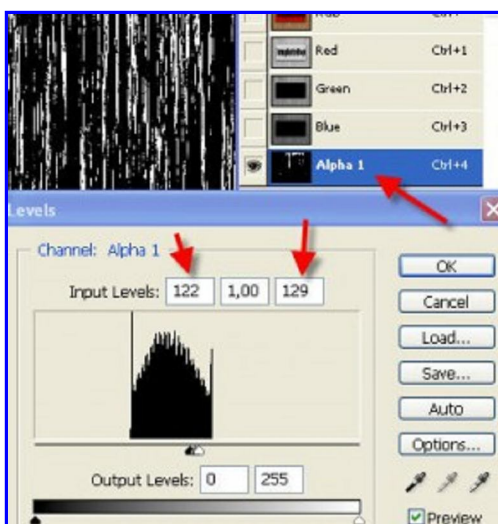 Red Ctrl+1
Green Ctrl+2
Blue Ctrl+3
Alpha 1 Ctrl+4
Levels
Channel: Alpha 1
OK
Input Levels: 122 1,00 129
Cancel
Load...
Save...
Auto
Options...
Output Levels: 0 255
Preview